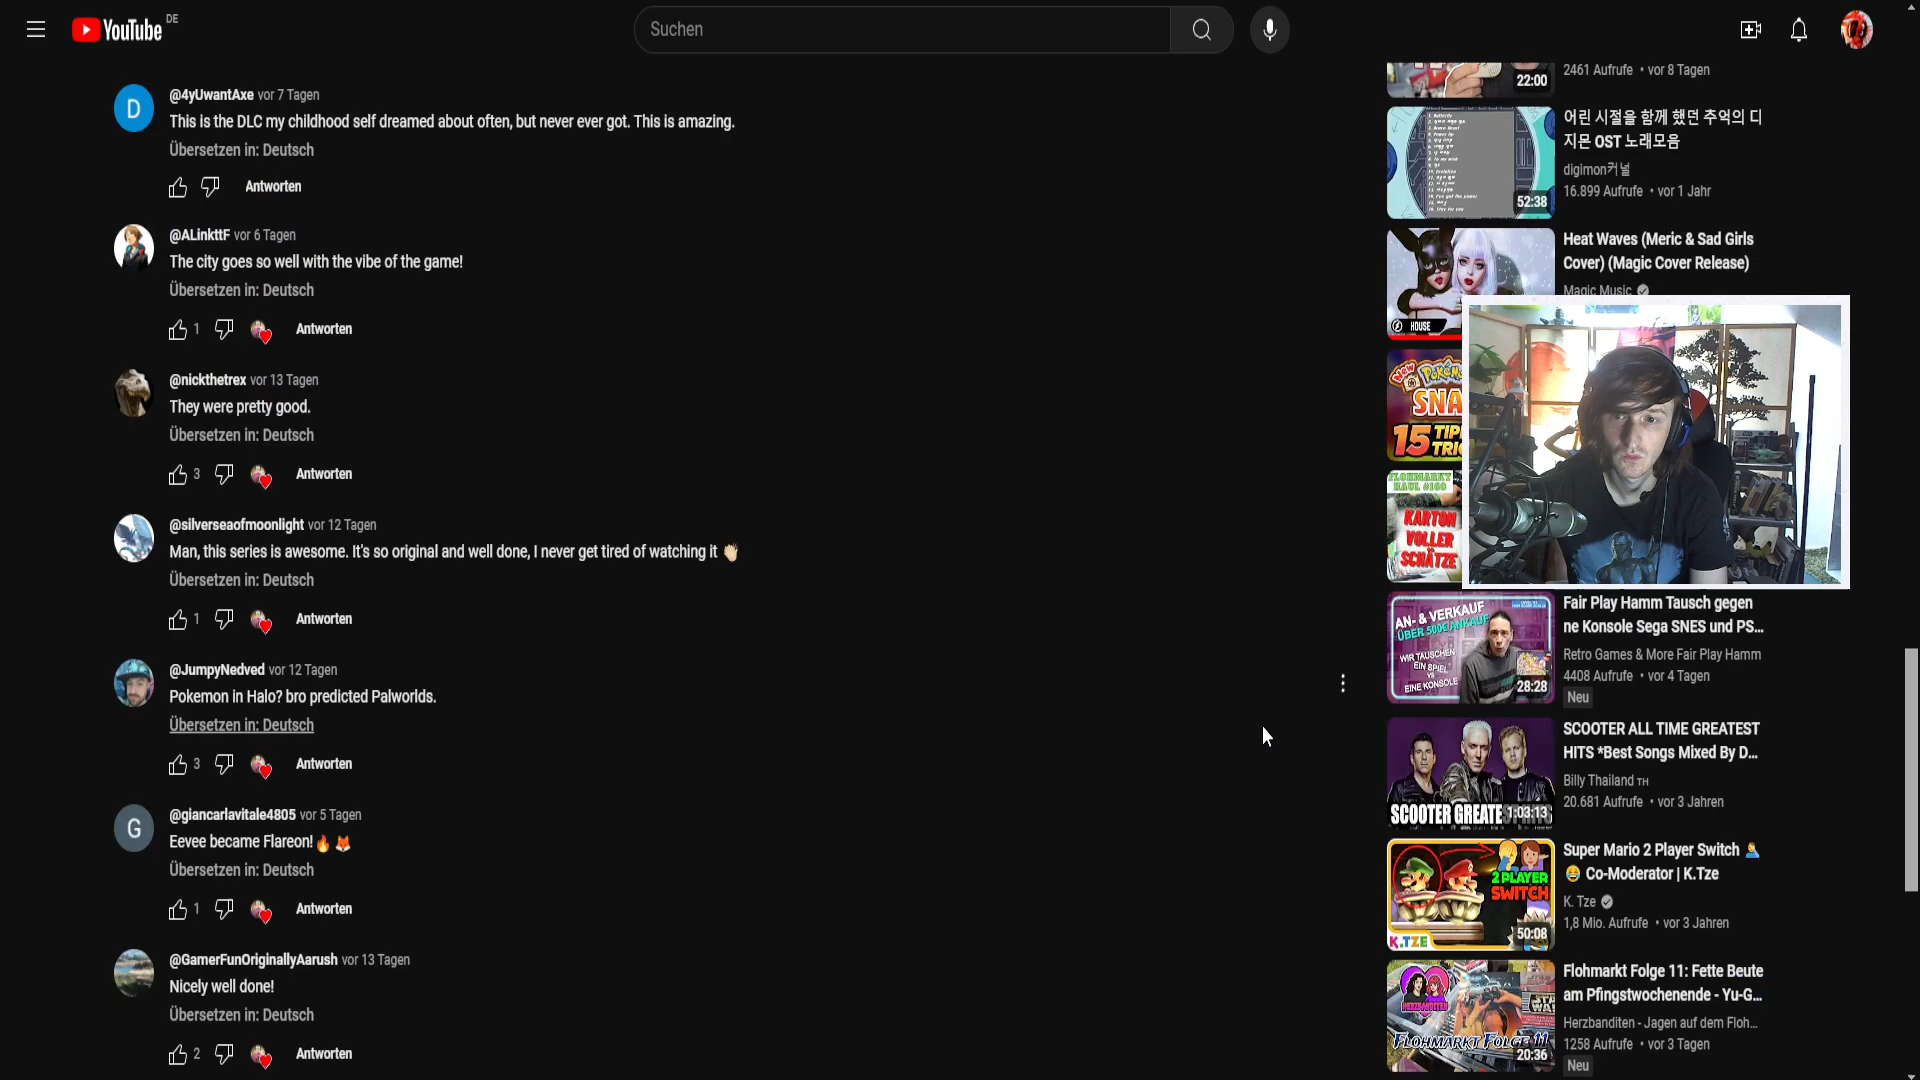 YouTube DE
Suchen
@4yUwantAxe vor 7 Tagen
This is the DLC my childhood self dreamed about often, but never ever got. This is amazing.
Übersetzen in: Deutsch
Antworten
@ALinkttF vor 6 Tagen
The city goes so well with the vibe of the game!
Übersetzen in: Deutsch
1 Antworten
@nickthetrex vor 13 Tagen
They were pretty good.
Übersetzen in: Deutsch
3 Antworten
@silverseaofmoonlight vor 12 Tagen
Man, this series is awesome. It's so original and well done, I never get tired of watching it 👏🏻
Übersetzen in: Deutsch
1 Antworten
@JumpyNedved vor 12 Tagen
Pokemon in Halo? bro predicted Palworlds.
Übersetzen in: Deutsch
3 Antworten
@giancarlavitale4805 vor 5 Tagen
Eevee became Flareon!🔥 🦊
Übersetzen in: Deutsch
1 Antworten
@GamerFunOriginallyAarush vor 13 Tagen
Nicely well done!
Übersetzen in: Deutsch
2 Antworten
22:00
2461 Aufrufe • vor 8 Tagen
52:38
어린 시절을 함께 했던 추억의 디
지몬 OST 노래모음
digimon커널
16.899 Aufrufe • vor 1 Jahr
HOUSE
Heat Waves (Meric & Sad Girls
Cover) (Magic Cover Release)
Magic Music
New
SNA
15 TIP
TRI
FLOHMARKT
HAUL #160
KARTON
VOLLER
SCHÄTZE
AN- & VERKAUF
ÜBER 500€ ANKAUF
WIR TAUSCHEN
EIN SPIEL
VS
EINE KONSOLE
28:28
Fair Play Hamm Tausch gegen
ne Konsole Sega SNES und PS...
Retro Games & More Fair Play Hamm
4408 Aufrufe • vor 4 Tagen
Neu
SCOOTER GREATE
1:03:13
SCOOTER ALL TIME GREATEST
HITS *Best Songs Mixed By D...
Billy Thailand TH
20.681 Aufrufe • vor 3 Jahren
2 PLAYER
SWITCH
K.TZE
50:08
Super Mario 2 Player Switch 🤦‍♂️
😂 Co-Moderator | K.Tze
K. Tze
1,8 Mio. Aufrufe • vor 3 Jahren
HERZBANDITEN
FLOHMARKT FOLGE 11
20:36
Flohmarkt Folge 11: Fette Beute
am Pfingstwochenende - Yu-G...
Herzbanditen - Jagen auf dem Floh...
1258 Aufrufe • vor 3 Tagen
Neu